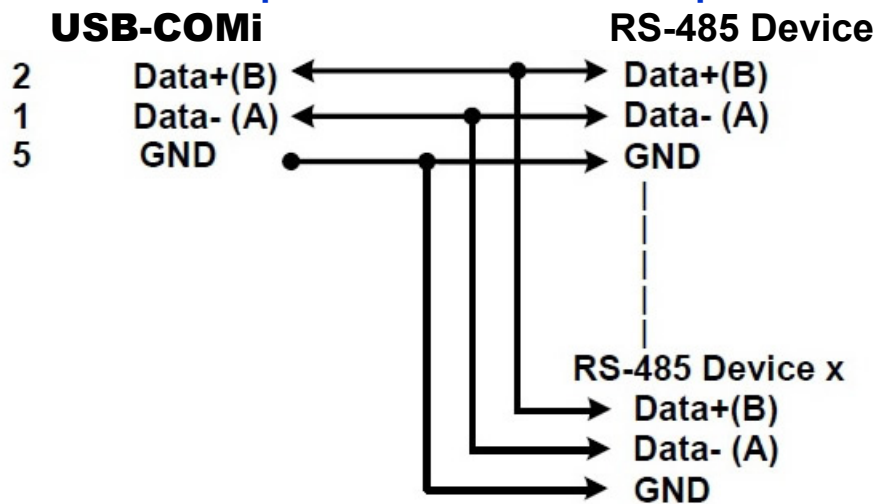 USB-COMi RS-485 Device
2 Data+(B) Data+(B)
1 Data- (A) Data- (A)
5 GND GND
RS-485 Device x
Data+(B)
Data- (A)
GND